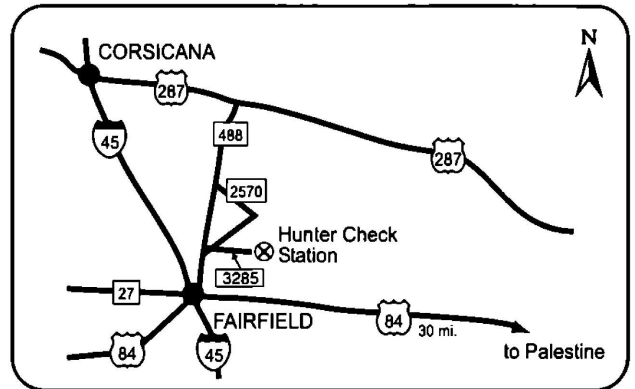 CORSICANA
N
287
45
488
287
2570
Hunter Check
Station
3285
27
FAIRFIELD
84
30 mi.
84
45
to Palestine